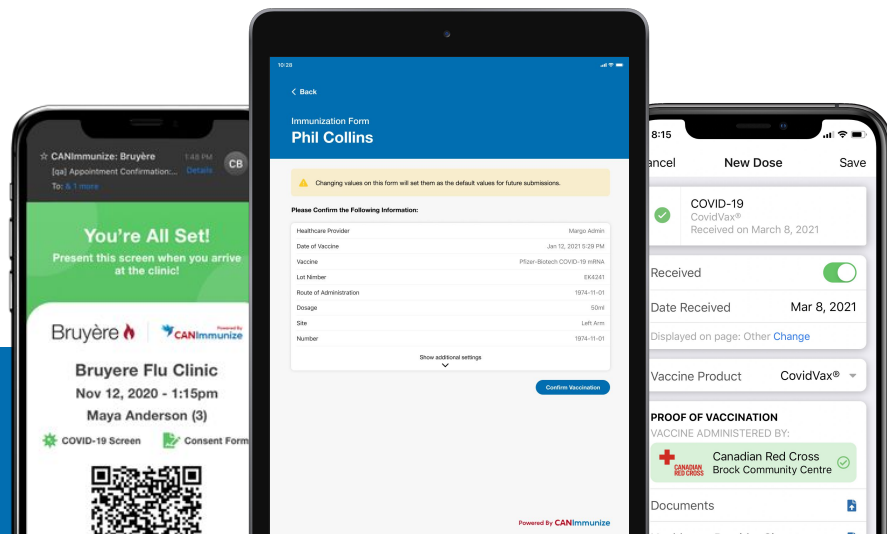 ☆ CANImmunize: Bruyère 1:48 PM CB
[qa] Appointment Confirmation:... Details
To: & 1 more
You're All Set!
Present this screen when you arrive
at the clinic!
Bruyère Powered By CANImmunize
Bruyere Flu Clinic
Nov 12, 2020 - 1:15pm
Maya Anderson (3)
COVID-19 Screen Consent Form
10:28
Back
Immunization Form
Phil Collins
Changing values on this form will set them as the default values for future submissions.
Please Confirm the Following Information:
Healthcare Provider Margo Admin
Date of Vaccine Jan 12, 2021 5:29 PM
Vaccine Pfizer-Biotech COVID-19 mRNA
Lot Nimber EK4241
Route of Administration 1974-11-01
Dosage 50ml
Site Left Arm
Number 1974-11-01
Show additional settings
Confirm Vaccination
Powered By CANImmunize
8:15
ancel New Dose Save
COVID-19
CovidVax®
Received on March 8, 2021
Received
Date Received Mar 8, 2021
Displayed on page: Other Change
Vaccine Product CovidVax®
PROOF OF VACCINATION
VACCINE ADMINISTERED BY:
CANADIAN RED CROSS
Canadian Red Cross
Brock Community Centre
Documents